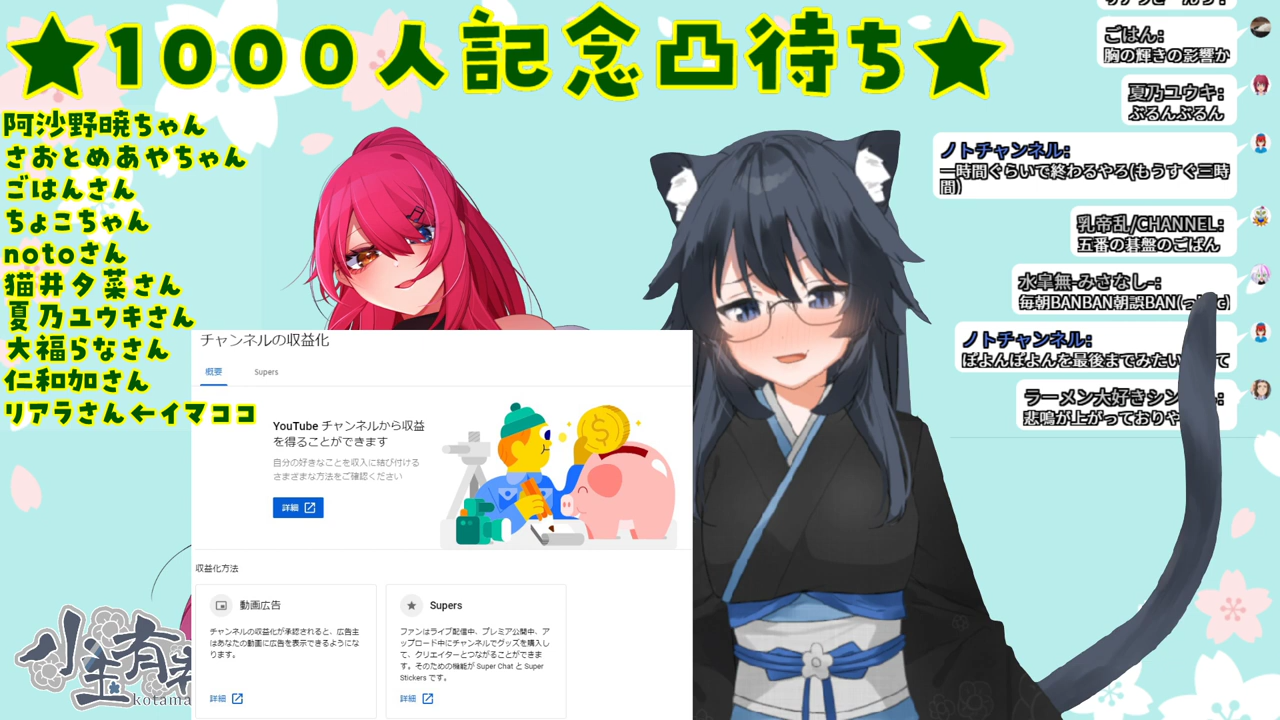 ★1000人記念凸待ち★
阿沙野暁ちゃん
さおとめあやちゃん
ごはんさん
ちょこちゃん
notoさん
猫井夕菜さん
夏乃ユウキさん
大福らなさん
仁和加さん
リアラさん←イマココ
チャンネルの収益化
概要
Supers
YouTube チャンネルから収益
を得ることができます
自分の好きなことを収入に結び付ける
さまざまな方法をご確認ください
詳細
収益化方法
動画広告
チャンネルの収益化が承認されると、広告主
はあなたの動画に広告を表示できるようにな
ります。
詳細
Supers
ファンはライブ配信中、プレミア公開中、ア
ップロード中にチャンネルでグッズを購入し
て、クリエイターとつながることができま
す。そのための機能が Super Chat と Super
Stickers です。
詳細
ごはん:
胸の輝きの影響か
夏乃ユウキ:
ぶるんぶるん
ノトチャンネル:
一時間ぐらいで終わるやろ(もうすぐ三時
間)
乳帝乱/CHANNEL:
五番の碁盤のごばん
水皐無-みさなし-:
毎朝BANBAN朝誤BAN(っ
ノトチャンネル:
ぼよんぼよんを最後までみたい
て
ラーメン大好きシン
悲鳴が上がっておりや
小主有
kotama